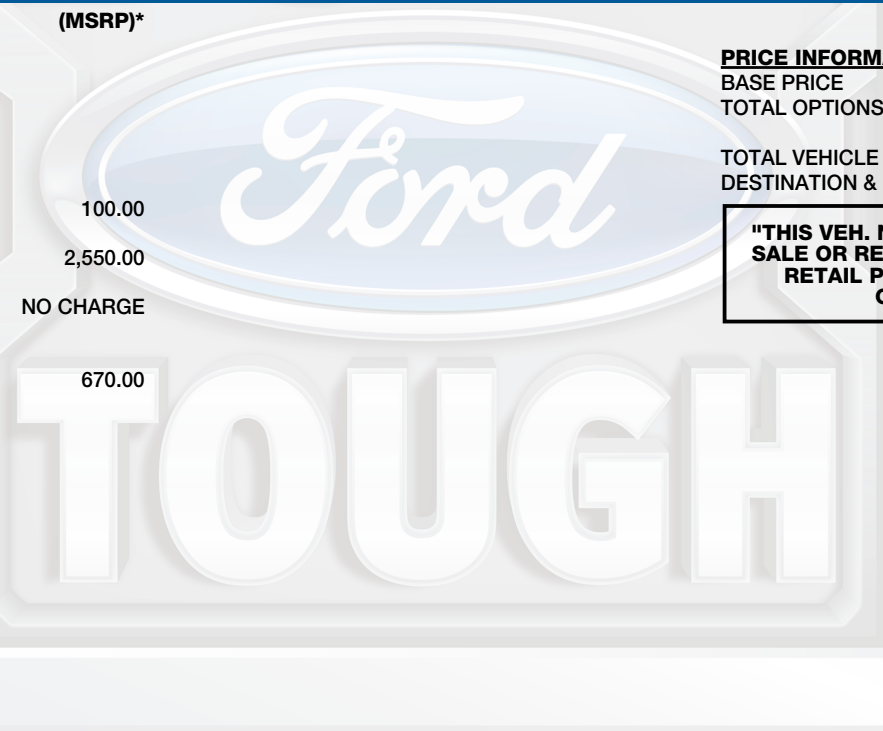 (MSRP)*
100.00
2,550.00
NO CHARGE
670.00
PRICE INFORM
BASE PRICE
TOTAL OPTIONS
TOTAL VEHICLE
DESTINATION &
"THIS VEH.
SALE OR
RETAIL
Ford
TOUGH